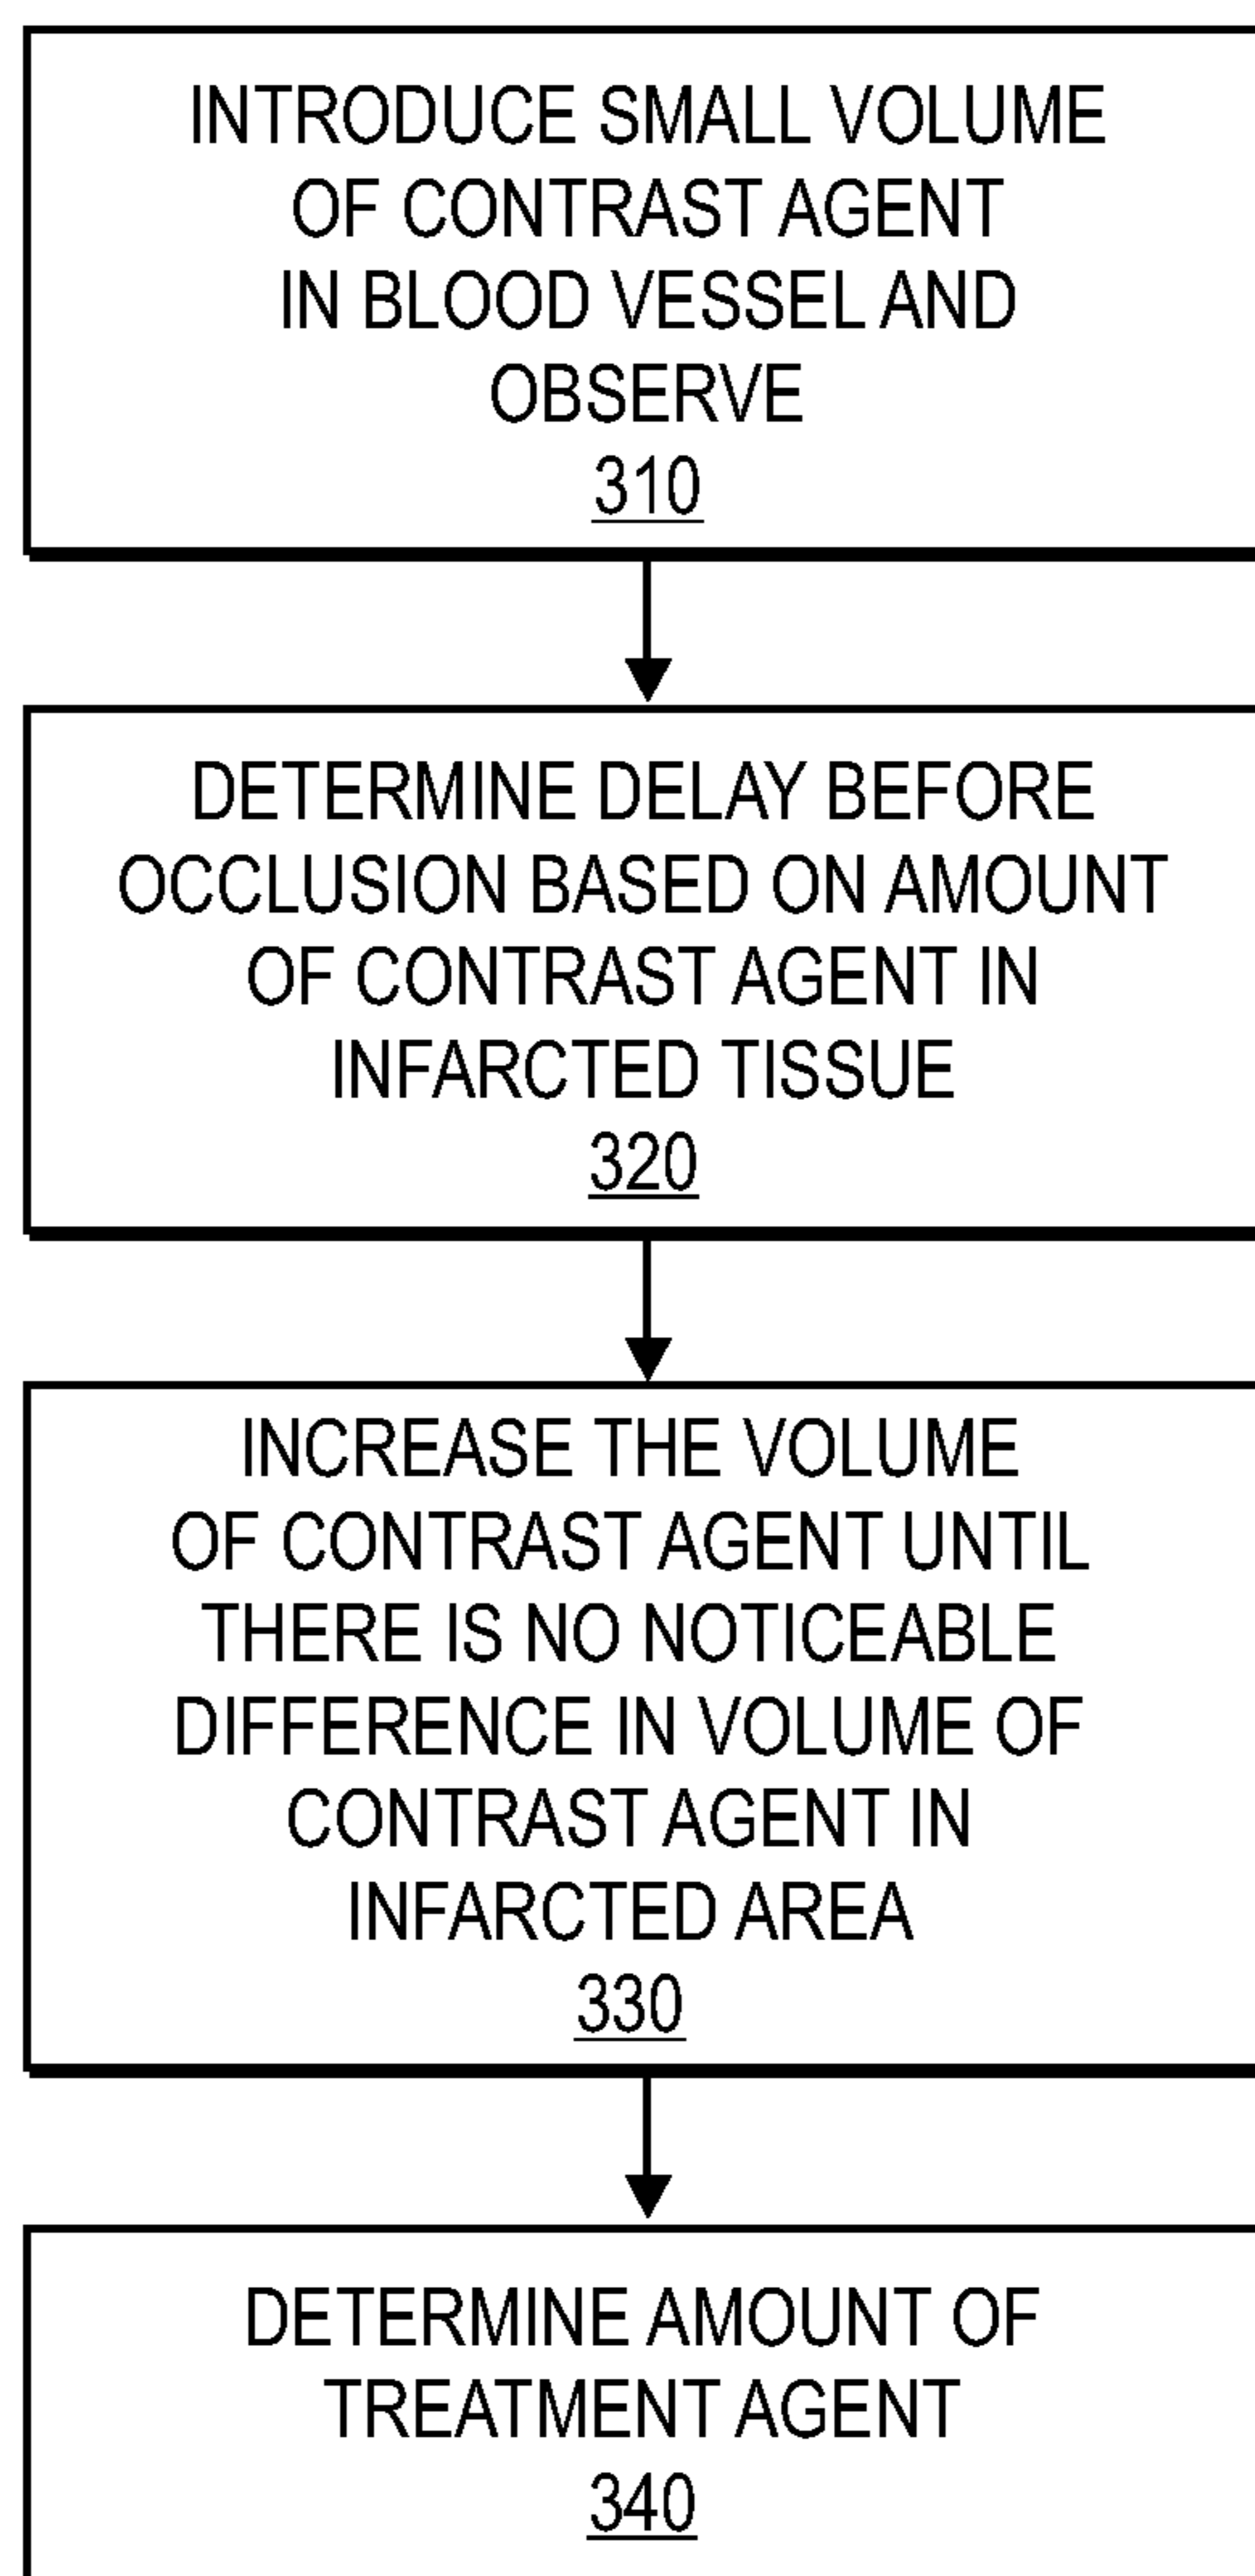 INTRODUCE SMALL VOLUME
OF CONTRAST AGENT
IN BLOOD VESSEL AND
OBSERVE
310
DETERMINE DELAY BEFORE
OCCLUSION BASED ON AMOUNT
OF CONTRAST AGENT IN
INFARCTED TISSUE
320
INCREASE THE VOLUME
OF CONTRAST AGENT UNTIL
THERE IS NO NOTICEABLE
DIFFERENCE IN VOLUME OF
CONTRAST AGENT IN
INFARCTED AREA
330
DETERMINE AMOUNT OF
TREATMENT AGENT
340